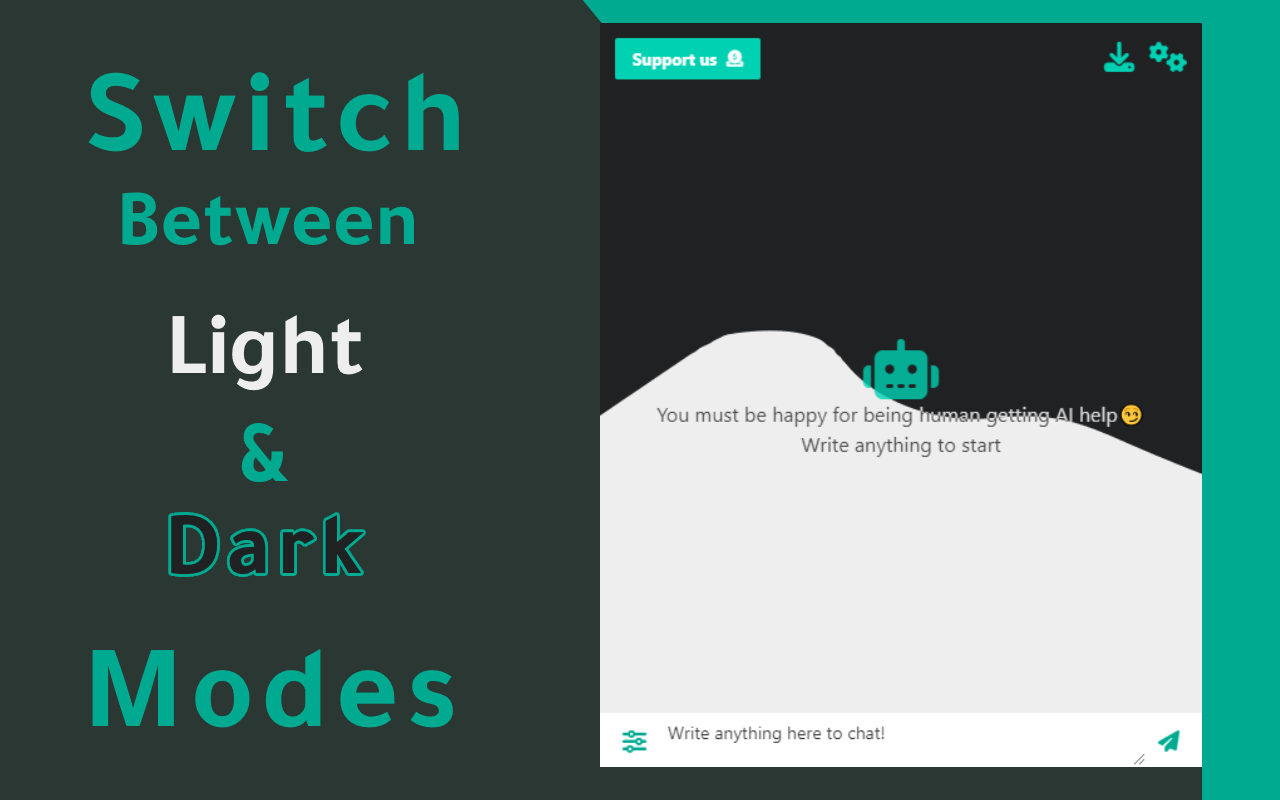 Switch
Between
Light
&
Dark
Modes
Support us
You must be happy for being human getting AI help😏
Write anything to start
Write anything here to chat!